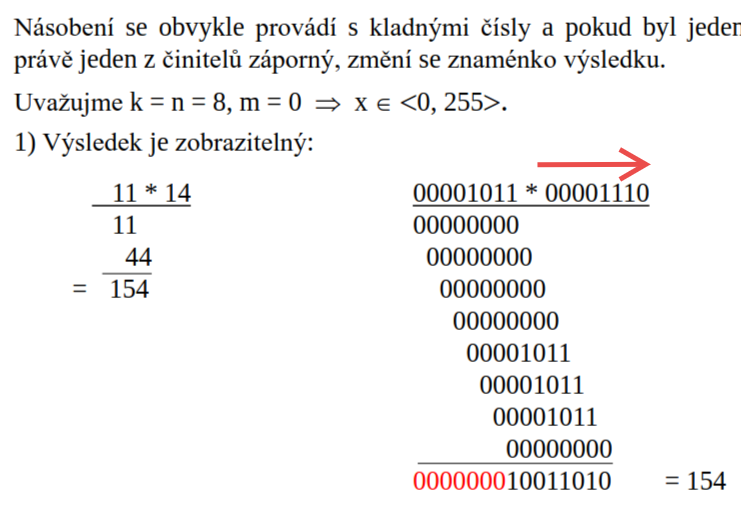 Násobení se obvykle provádí s kladnými čísly a pokud byl jeden
právě jeden z činitelů záporný, změní se znaménko výsledku.
Uvažujme k = n = 8, m = 0 ⇒ x ∈ <0, 255>.
1) Výsledek je zobrazitelný:
11 * 14
11
44
= 154
00001011 * 00001110
00000000
00000000
00000000
00000000
00001011
00001011
00001011
00000000
000000010011010 = 154